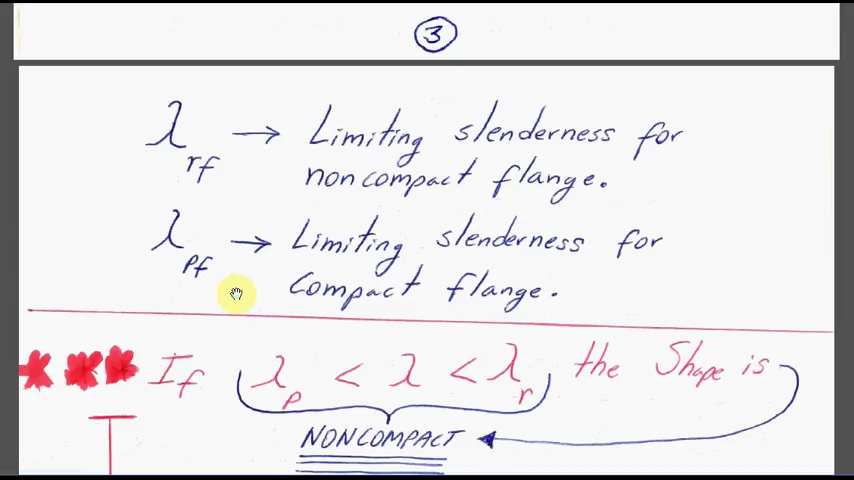 3
λrf → Limiting slenderness for
noncompact flange.
λpf → Limiting slenderness for
Compact flange.
*** If λp < λ < λr the Shape is
NONCOMPACT